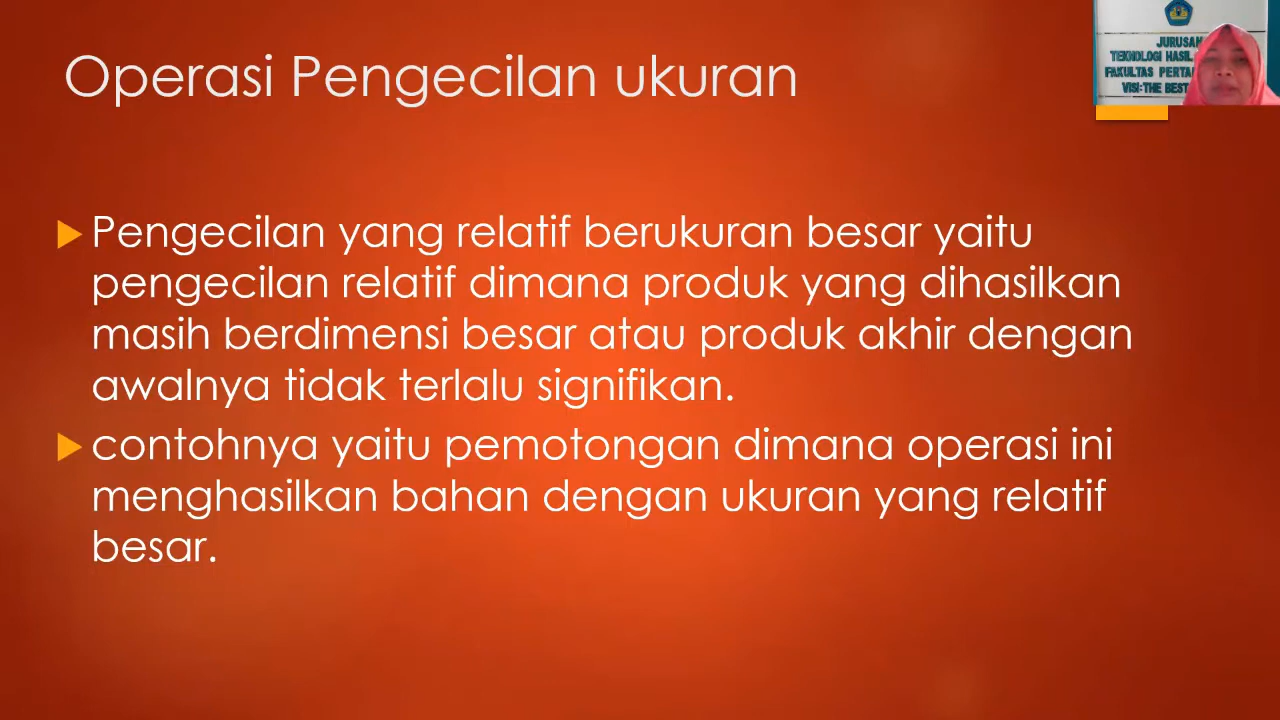 Operasi Pengecilan ukuran
JURUSAN
TEKNOLOGI HASIL
FAKULTAS
VISI:THE BEST
Pengecilan yang relatif berukuran besar yaitu
pengecilan relatif dimana produk yang dihasilkan
masih berdimensi besar atau produk akhir dengan
awalnya tidak terlalu signifikan.
contohnya yaitu pemotongan dimana operasi ini
menghasilkan bahan dengan ukuran yang relatif
besar.